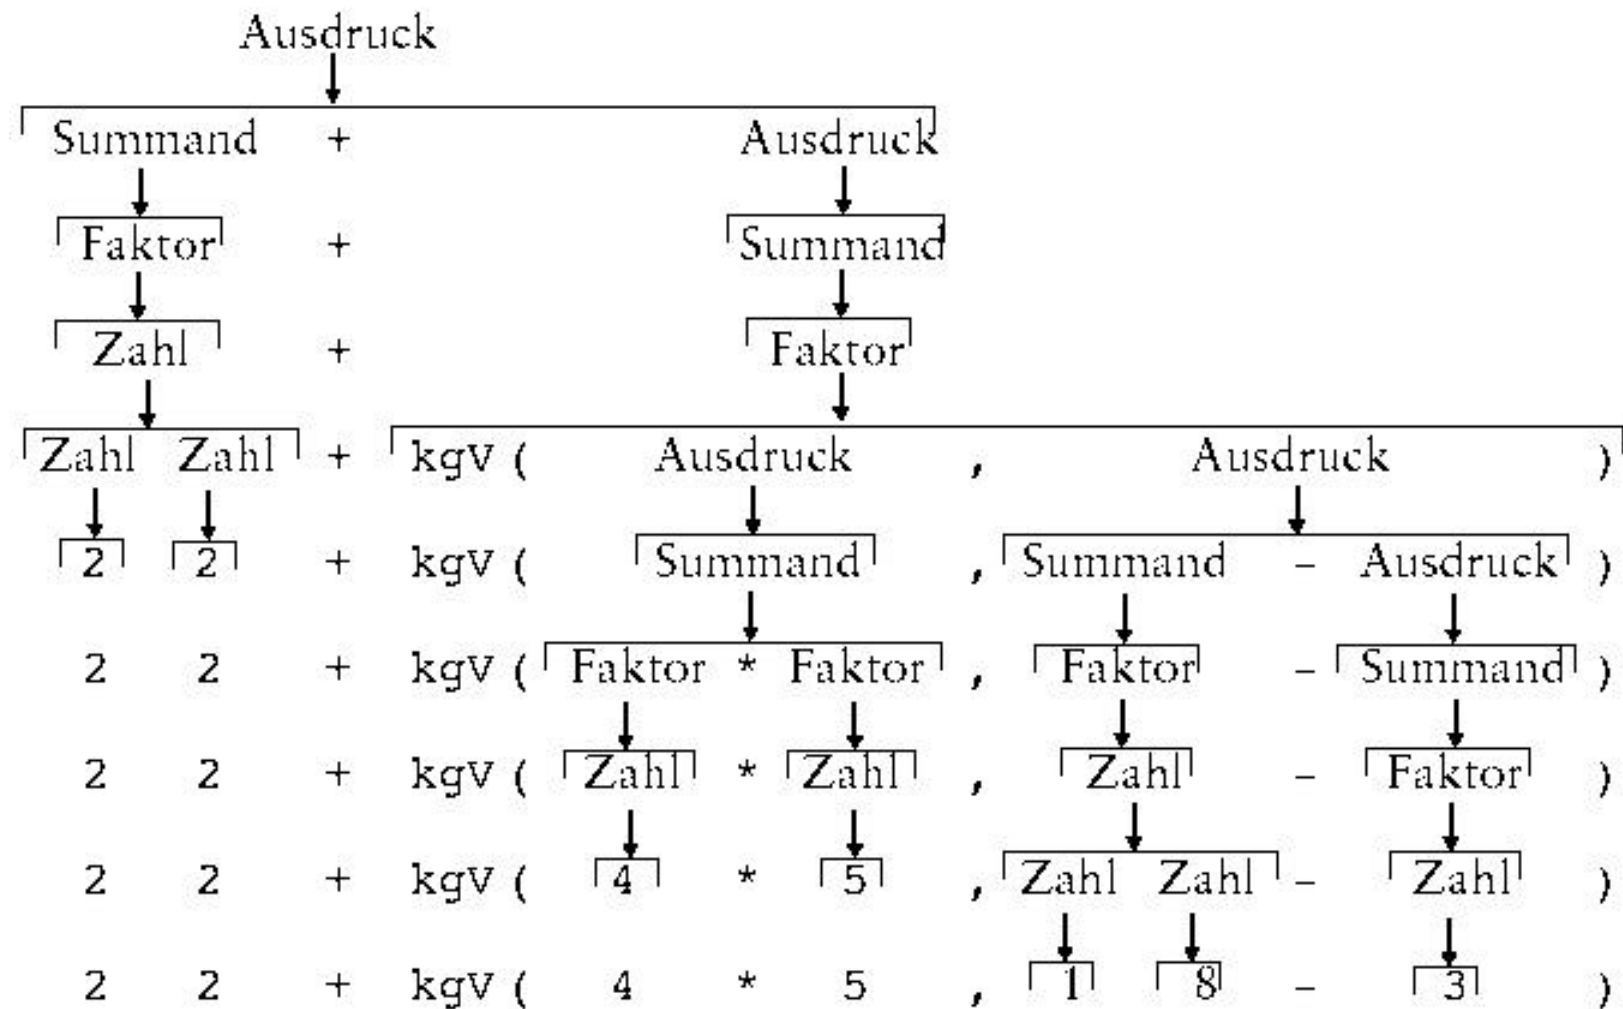 Ausdruck
Summand + Ausdruck
Faktor + Summand
Zahl + Faktor
Zahl Zahl + kgV ( Ausdruck , Ausdruck )
2 2 + kgV ( Summand , Summand - Ausdruck )
2 2 + kgV ( Faktor * Faktor , Faktor - Summand )
2 2 + kgV ( Zahl * Zahl , Zahl - Faktor )
2 2 + kgV ( 4 * 5 , Zahl Zahl - Zahl )
2 2 + kgV ( 4 * 5 , 1 8 - 3 )